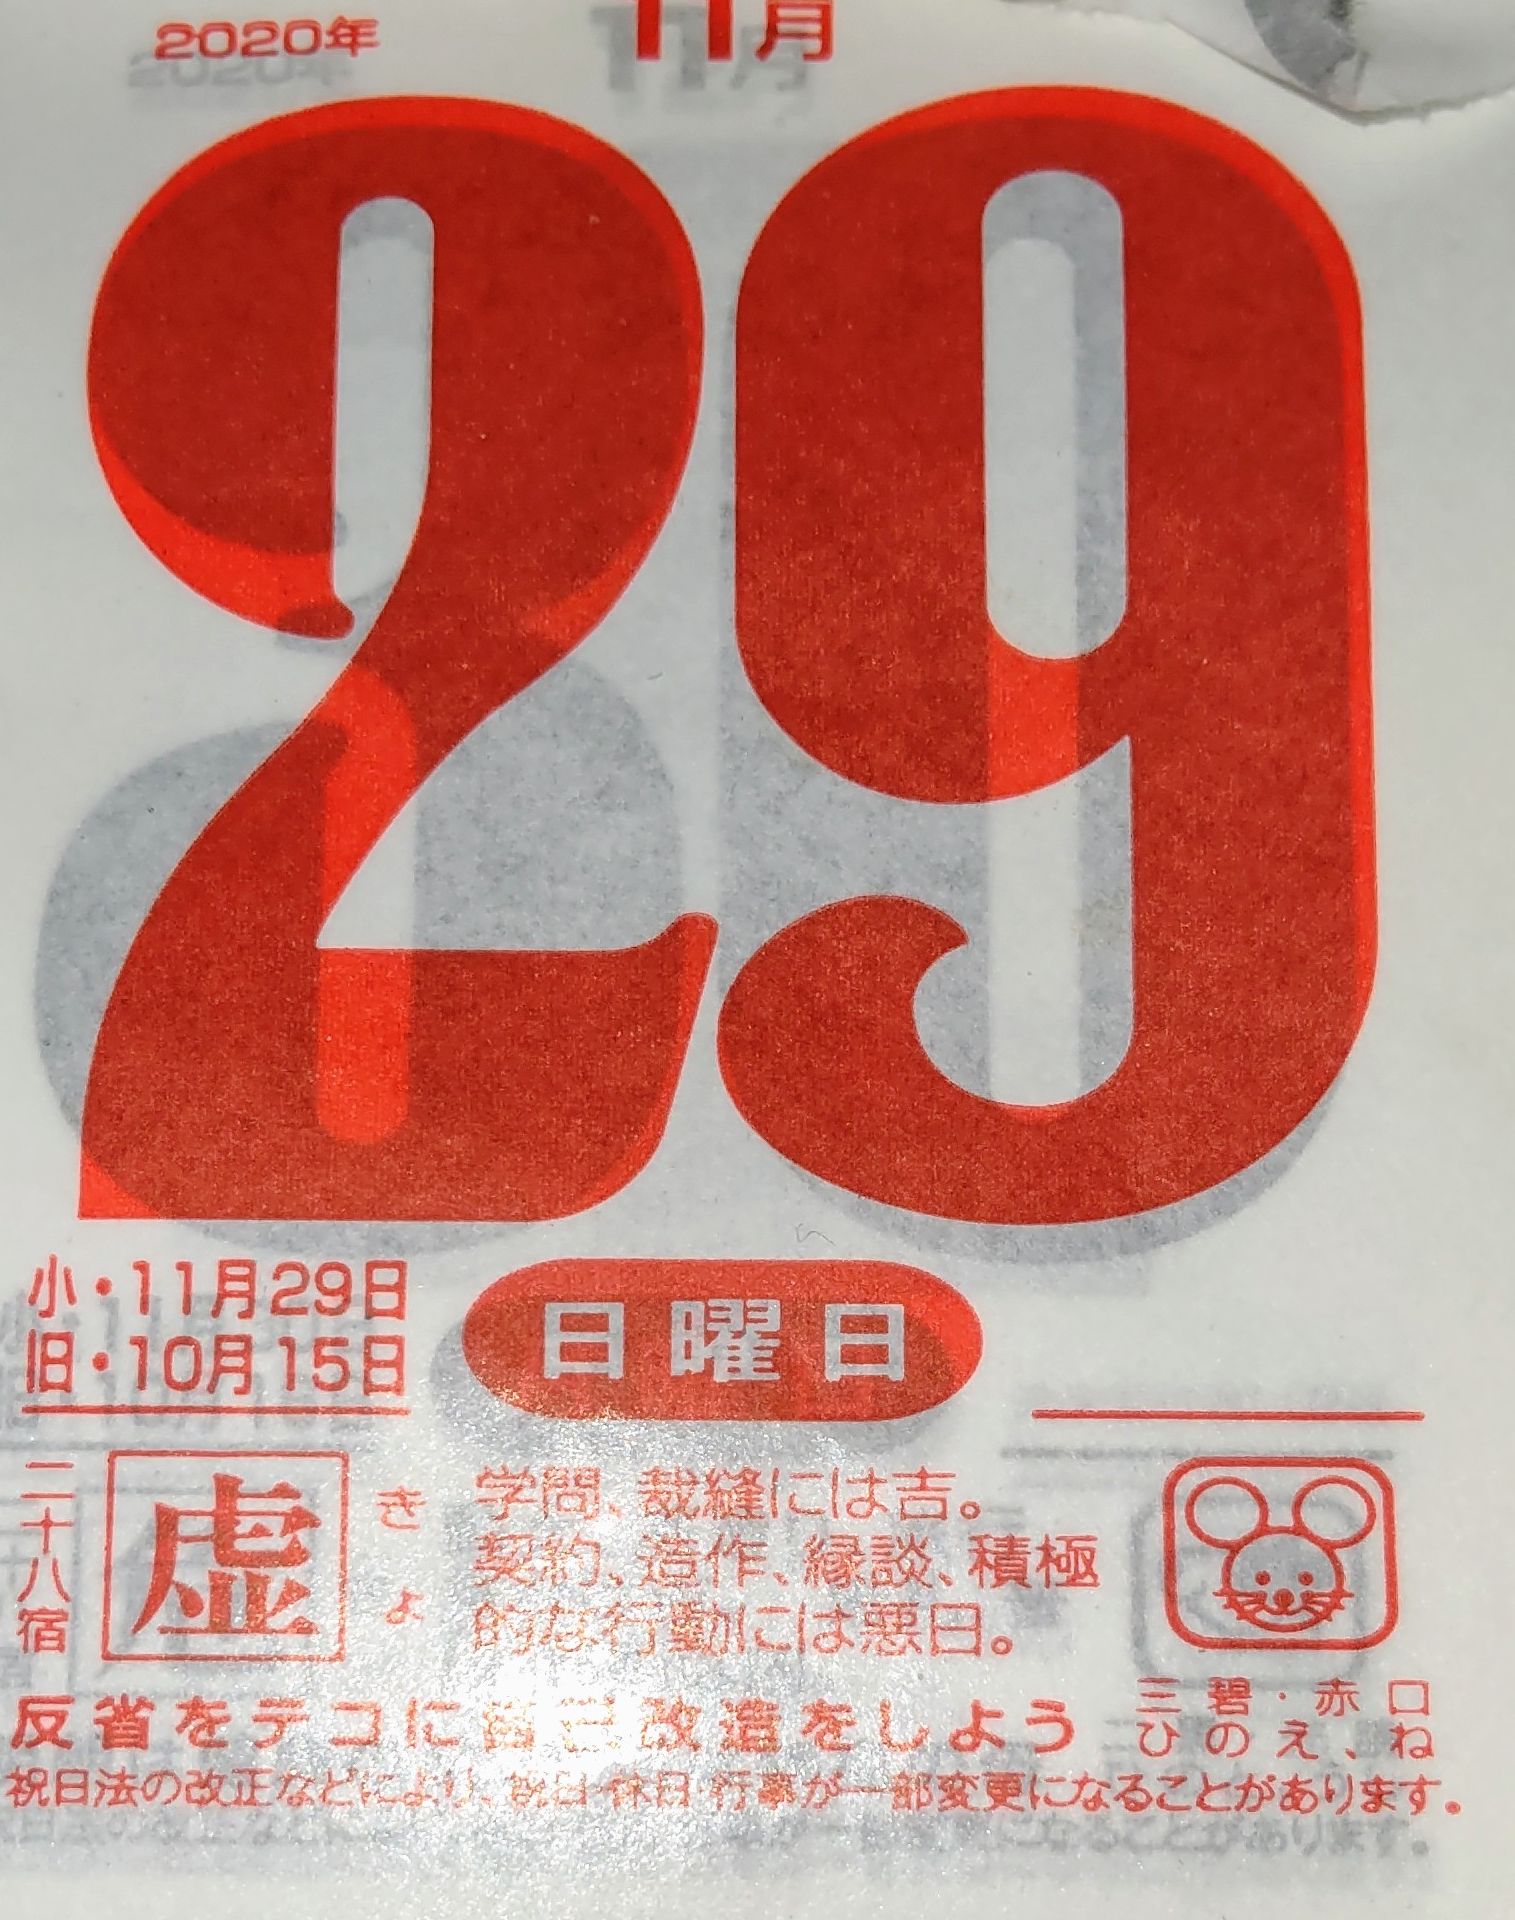 2020年 11月
29
小・11月29日
旧・10月15日
日曜日
二十八宿
虚
きょ
学問、裁縫には吉。
契約、造作、縁談、積極
的な行動には悪日。
三碧・赤口
ひのえ、ね
反省をテコに自己改造をしよう
祝日法の改正などにより、祝日・休日・行事が一部変更になることがあります。